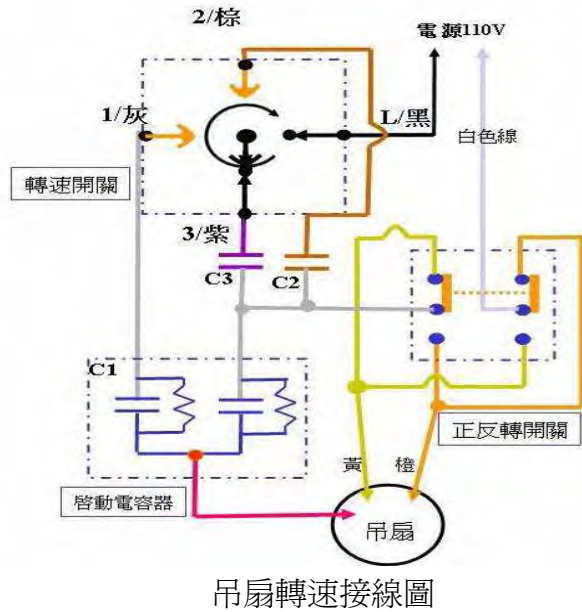 2/棕
電源110V
1/灰
L/黑
白色線
轉速開關
3/紫
C3
C2
C1
正反轉開關
黃
橙
啓動電容器
吊扇
吊扇轉速接線圖